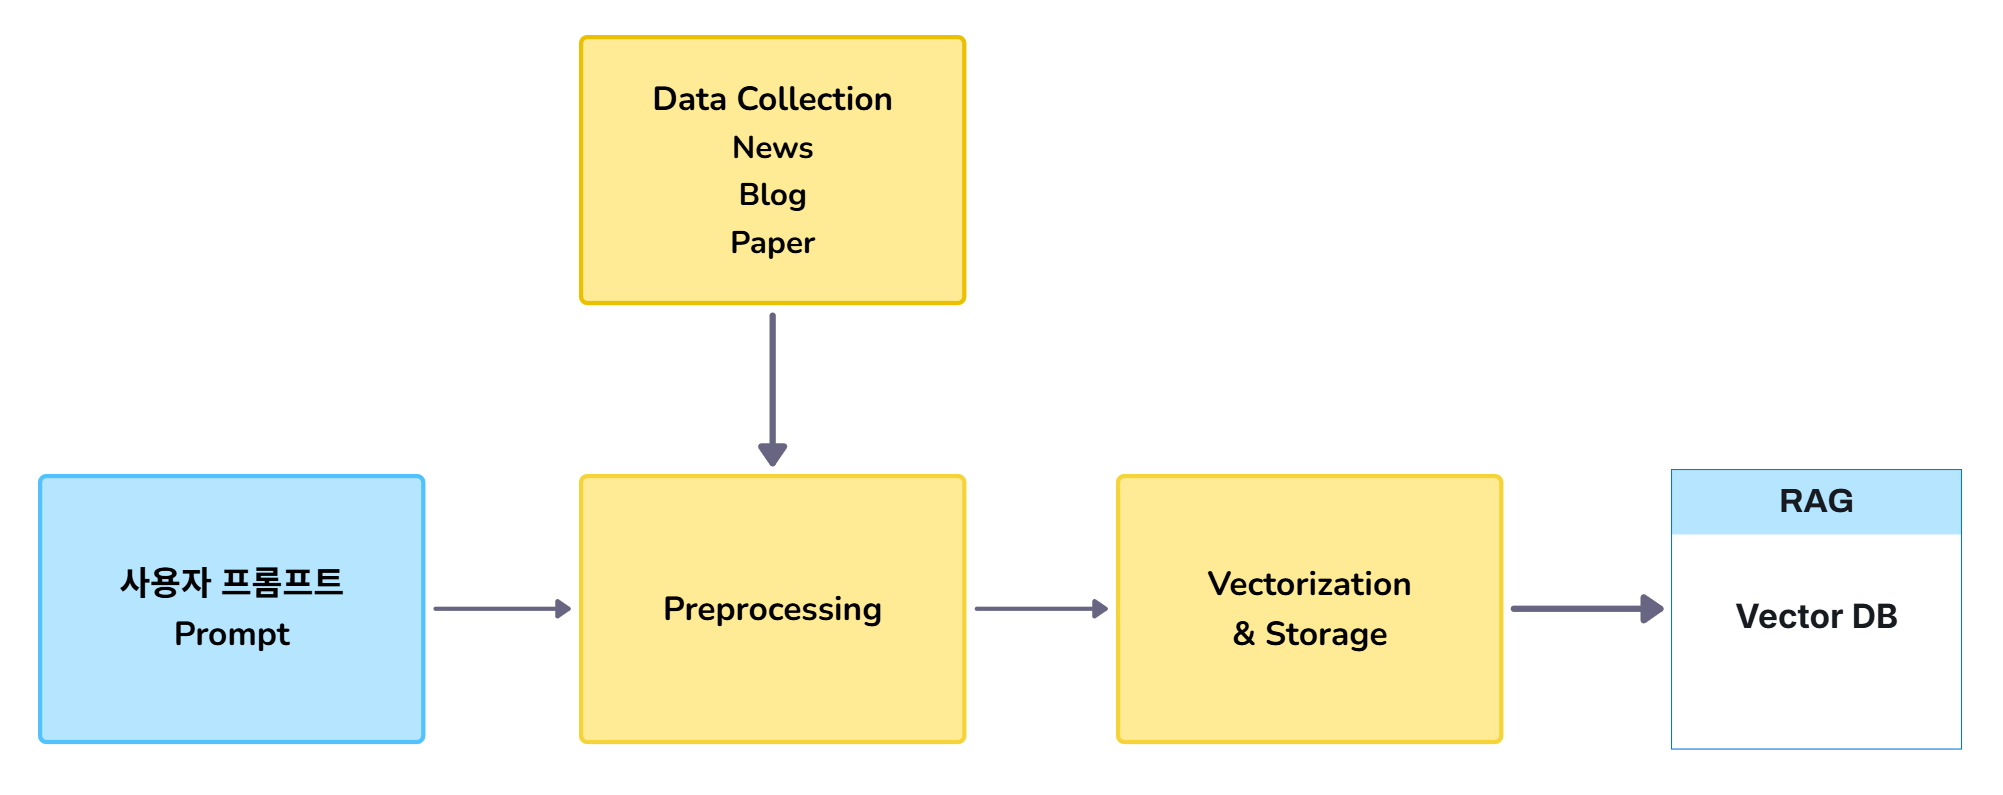 Data Collection
News
Blog
Paper
사용자 프롬프트
Prompt
Preprocessing
Vectorization
& Storage
RAG
Vector DB